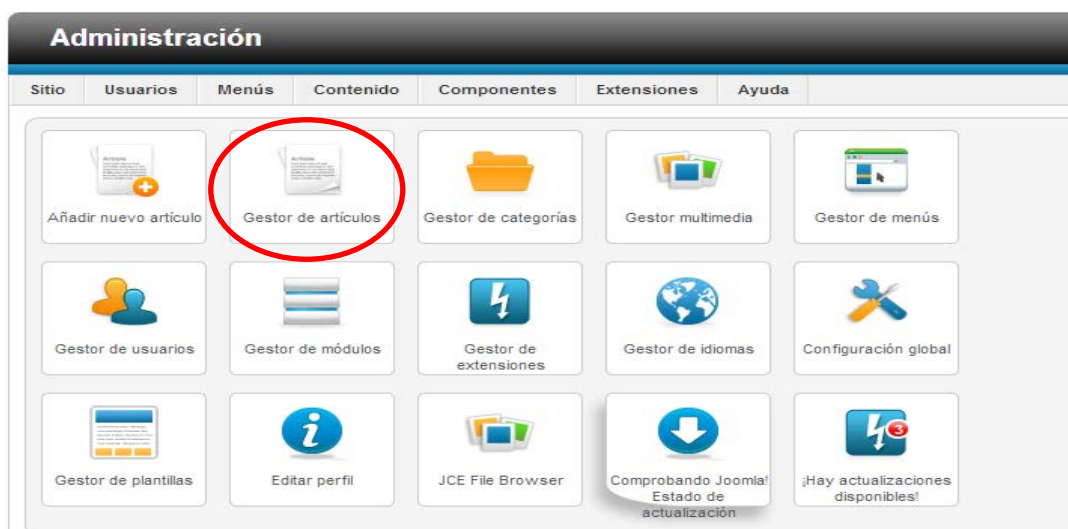 Administración
Sitio Usuarios Menús Contenido Componentes Extensiones Ayuda
Añadir nuevo artículo Gestor de artículos Gestor de categorías Gestor multimedia Gestor de menús
Gestor de usuarios Gestor de módulos Gestor de extensiones Gestor de idiomas Configuración global
Gestor de plantillas Editar perfil JCE File Browser Comprobando Joomla! Estado de actualización 3 ¡Hay actualizaciones disponibles!